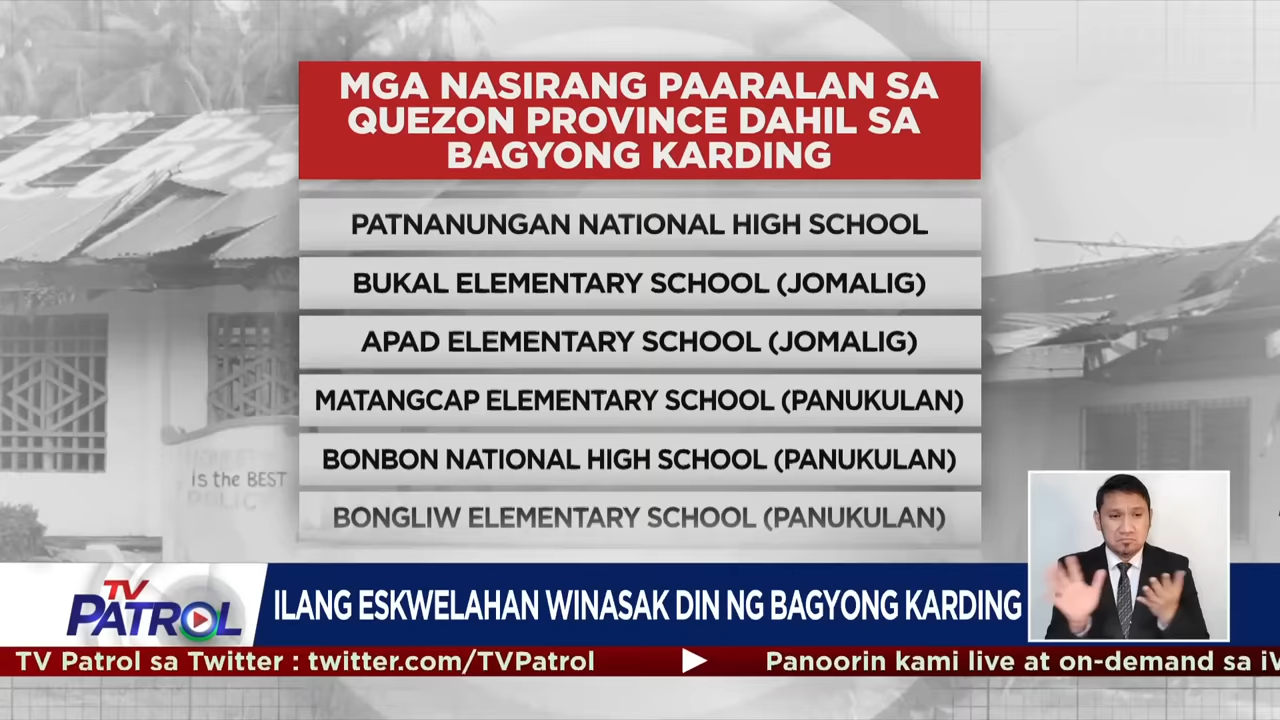 MGA NASIRANG PAARALAN SA
QUEZON PROVINCE DAHIL SA
BAGYONG KARDING
PATNANUNGAN NATIONAL HIGH SCHOOL
BUKAL ELEMENTARY SCHOOL (JOMALIG)
APAD ELEMENTARY SCHOOL (JOMALIG)
MATANGCAP ELEMENTARY SCHOOL (PANUKULAN)
BONBON NATIONAL HIGH SCHOOL (PANUKULAN)
BONGLIW ELEMENTARY SCHOOL (PANUKULAN)
is the BEST
TV PATROL
ILANG ESKWELAHAN WINASAK DIN NG BAGYONG KARDING
TV Patrol sa Twitter : twitter.com/TVPatrol
Panoorin kami live at on-demand sa